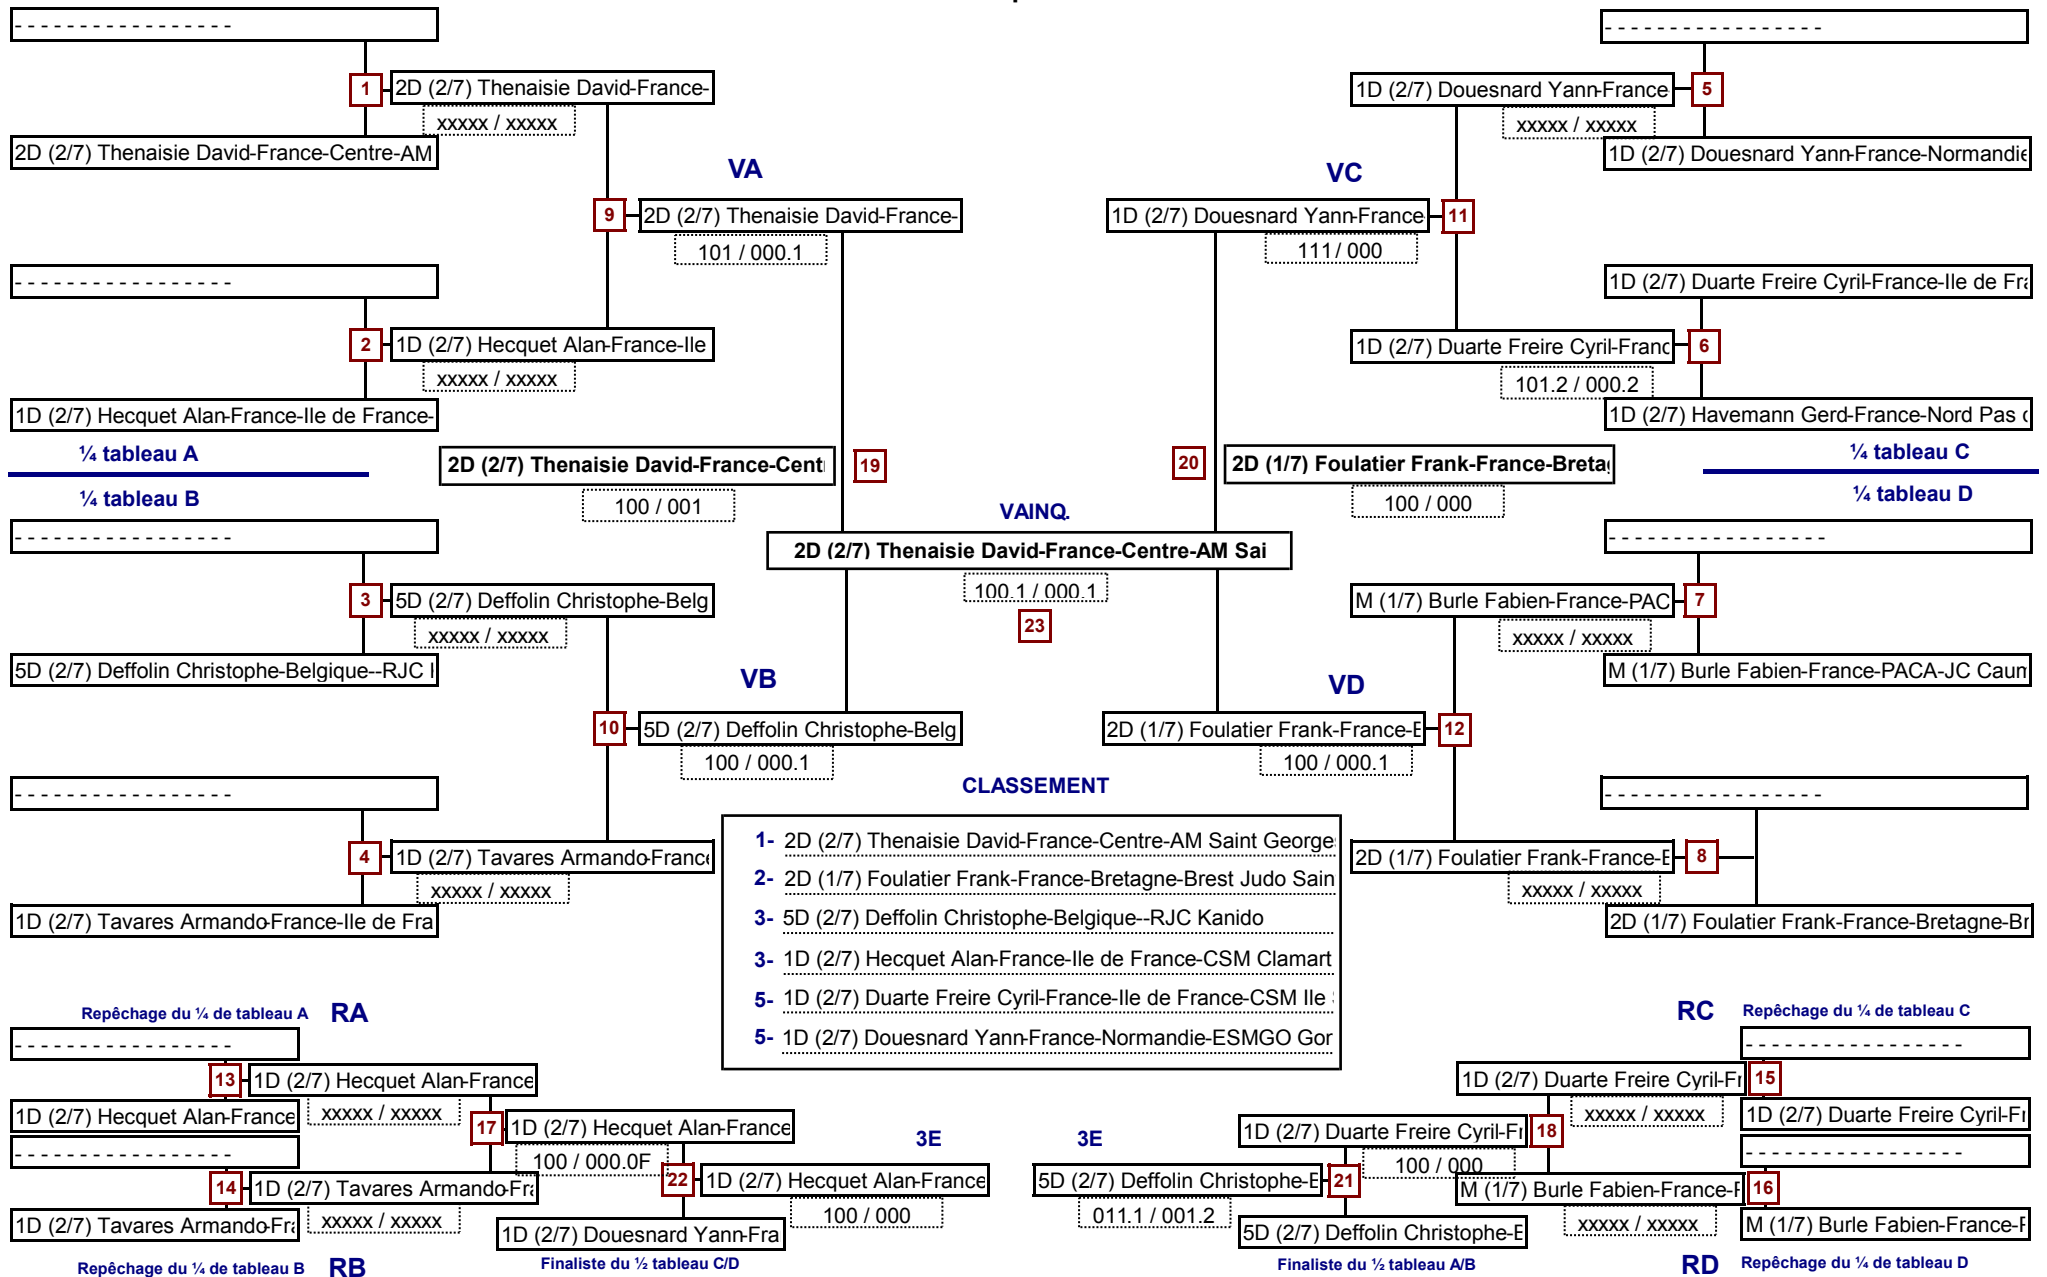 - - - - - - - - - - - - - - - - -
1
2D (2/7) Thenaisie David-France-
xxxxx / xxxxx
2D (2/7) Thenaisie David-France-Centre-AM
VA
9
2D (2/7) Thenaisie David-France-
101 / 000.1
- - - - - - - - - - - - - - - - -
2
1D (2/7) Hecquet Alan-France-Ile
xxxxx / xxxxx
1D (2/7) Hecquet Alan-France-Ile de France-
¼ tableau A
¼ tableau B
2D (2/7) Thenaisie David-France-Cent
19
100 / 001
- - - - - - - - - - - - - - - - -
3
5D (2/7) Deffolin Christophe-Belg
xxxxx / xxxxx
5D (2/7) Deffolin Christophe-Belgique--RJC
VB
10
5D (2/7) Deffolin Christophe-Belg
100 / 000.1
- - - - - - - - - - - - - - - - -
4
1D (2/7) Tavares Armando-France
xxxxx / xxxxx
1D (2/7) Tavares Armando-France-Ile de Fra
- - - - - - - - - - - - - - - - -
1D (2/7) Douesnard Yann-France
5
xxxxx / xxxxx
1D (2/7) Douesnard Yann-France-Normandie
VC
1D (2/7) Douesnard Yann-France
11
111 / 000
1D (2/7) Duarte Freire Cyril-France-Ile de Fra
1D (2/7) Duarte Freire Cyril-Franc
6
101.2 / 000.2
1D (2/7) Havemann Gerd-France-Nord Pas
20
2D (1/7) Foulatier Frank-France-Bretag
100 / 000
¼ tableau C
¼ tableau D
VAINQ.
2D (2/7) Thenaisie David-France-Centre-AM Sai
100.1 / 000.1
23
- - - - - - - - - - - - - - - - -
M (1/7) Burle Fabien-France-PAC
7
xxxxx / xxxxx
M (1/7) Burle Fabien-France-PACA-JC Caum
VD
2D (1/7) Foulatier Frank-France-B
12
100 / 000.1
- - - - - - - - - - - - - - - - -
2D (1/7) Foulatier Frank-France-B
8
xxxxx / xxxxx
2D (1/7) Foulatier Frank-France-Bretagne-Br
CLASSEMENT
1- 2D (2/7) Thenaisie David-France-Centre-AM Saint George
2- 2D (1/7) Foulatier Frank-France-Bretagne-Brest Judo Sain
3- 5D (2/7) Deffolin Christophe-Belgique--RJC Kanido
3- 1D (2/7) Hecquet Alan-France-Ile de France-CSM Clamart
5- 1D (2/7) Duarte Freire Cyril-France-Ile de France-CSM Ile
5- 1D (2/7) Douesnard Yann-France-Normandie-ESMGO Gon
Repêchage du ¼ de tableau A RA
- - - - - - - - - - - - - - - - -
13
1D (2/7) Hecquet Alan-France
1D (2/7) Hecquet Alan-France
xxxxx / xxxxx
- - - - - - - - - - - - - - - - -
17
1D (2/7) Hecquet Alan-France
100 / 000.0F
14
1D (2/7) Tavares Armando-Fra
1D (2/7) Tavares Armando-Fra
xxxxx / xxxxx
22
1D (2/7) Hecquet Alan-France
100 / 000
3E
1D (2/7) Douesnard Yann-Fra
Repêchage du ¼ de tableau B RB
Finaliste du ½ tableau C/D
RC Repêchage du ¼ de tableau C
- - - - - - - - - - - - - - - - -
1D (2/7) Duarte Freire Cyril-Fr
15
xxxxx / xxxxx
1D (2/7) Duarte Freire Cyril-Fr
3E
1D (2/7) Duarte Freire Cyril-Fr
18
100 / 000
- - - - - - - - - - - - - - - - -
5D (2/7) Deffolin Christophe-B
21
011.1 / 001.2
M (1/7) Burle Fabien-France-P
16
xxxxx / xxxxx
M (1/7) Burle Fabien-France-P
5D (2/7) Deffolin Christophe-B
Finaliste du ½ tableau A/B
RD Repêchage du ¼ de tableau D